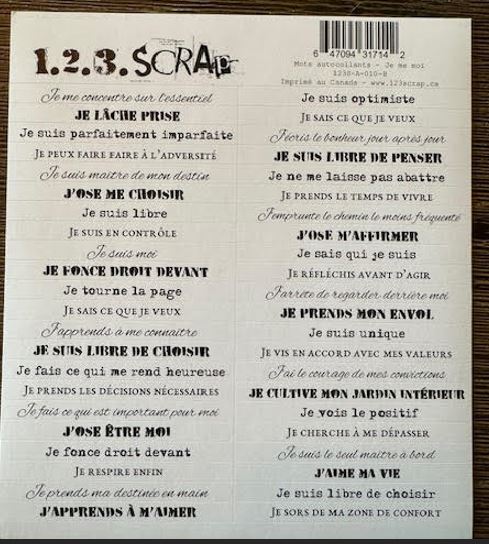 1.2.3.SCRAP
6 47094 31714 2
Mots autocollants - Je me moi
123S-A-010-B
Imprimé au Canada - www.123scrap.ca
Je me concentre sur l'essentiel
JE LÂCHE PRISE
Je suis parfaitement imparfaite
JE PEUX FAIRE FAIRE À L'ADVERSITÉ
Je suis maître de mon destin
J'OSE ME CHOISIR
Je suis libre
JE SUIS EN CONTRÔLE
Je suis moi
JE FONCE DROIT DEVANT
Je tourne la page
JE SAIS CE QUE JE VEUX
J'apprends à me connaître
JE SUIS LIBRE DE CHOISIR
Je fais ce qui me rend heureuse
JE PRENDS LES DÉCISIONS NÉCESSAIRES
Je fais ce qui est important pour moi
J'OSE ÊTRE MOI
Je fonce droit devant
JE RESPIRE ENFIN
Je prends ma destinée en main
J'APPRENDS À M'AIMER
Je suis optimiste
JE SAIS CE QUE JE VEUX
J'écris le bonheur jour après jour
JE SUIS LIBRE DE PENSER
Je ne me laisse pas abattre
JE PRENDS LE TEMPS DE VIVRE
J'emprunte le chemin le moins fréquenté
J'OSE M'AFFIRMER
Je sais qui je suis
JE RÉFLÉCHIS AVANT D'AGIR
J'arrête de regarder derrière moi
JE PRENDS MON ENVOL
Je suis unique
JE VIS EN ACCORD AVEC MES VALEURS
J'ai le courage de mes convictions
JE CULTIVE MON JARDIN INTÉRIEUR
Je vois le positif
JE CHERCHE À ME DÉPASSER
Je suis le seul maître à bord
J'AIME MA VIE
Je suis libre de choisir
JE SORS DE MA ZONE DE CONFORT